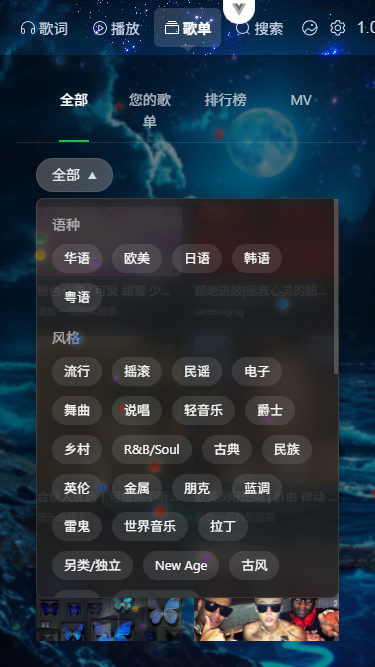 歌词 播放 歌单 搜索 1.0
全部 您的歌单 排行榜 MV
全部 ▲
语种
华语 欧美 日语 韩语
粤语
风格
流行 摇滚 民谣 电子
舞曲 说唱 轻音乐 爵士
乡村 R&B/Soul 古典 民族
英伦 金属 朋克 蓝调
雷鬼 世界音乐 拉丁
另类/独立 New Age 古风